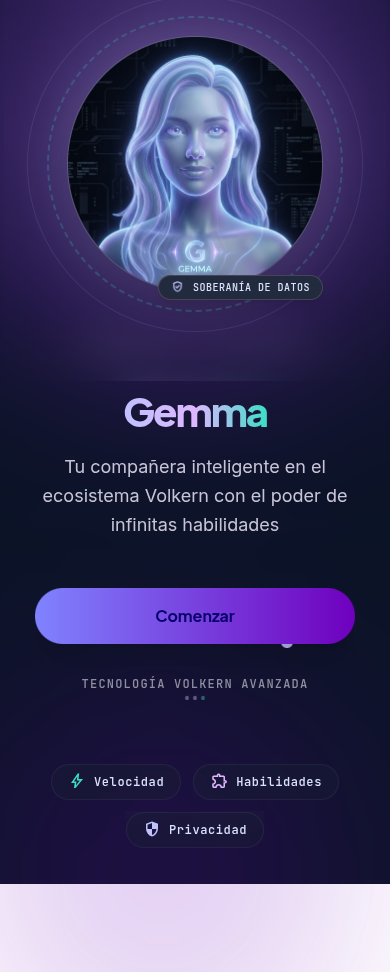 G
GEMMA
SOBERANÍA DE DATOS
Gemma
Tu compañera inteligente en el
ecosistema Volkern con el poder de
infinitas habilidades
Comenzar
TECNOLOGÍA VOLKERN AVANZADA
Velocidad
Habilidades
Privacidad